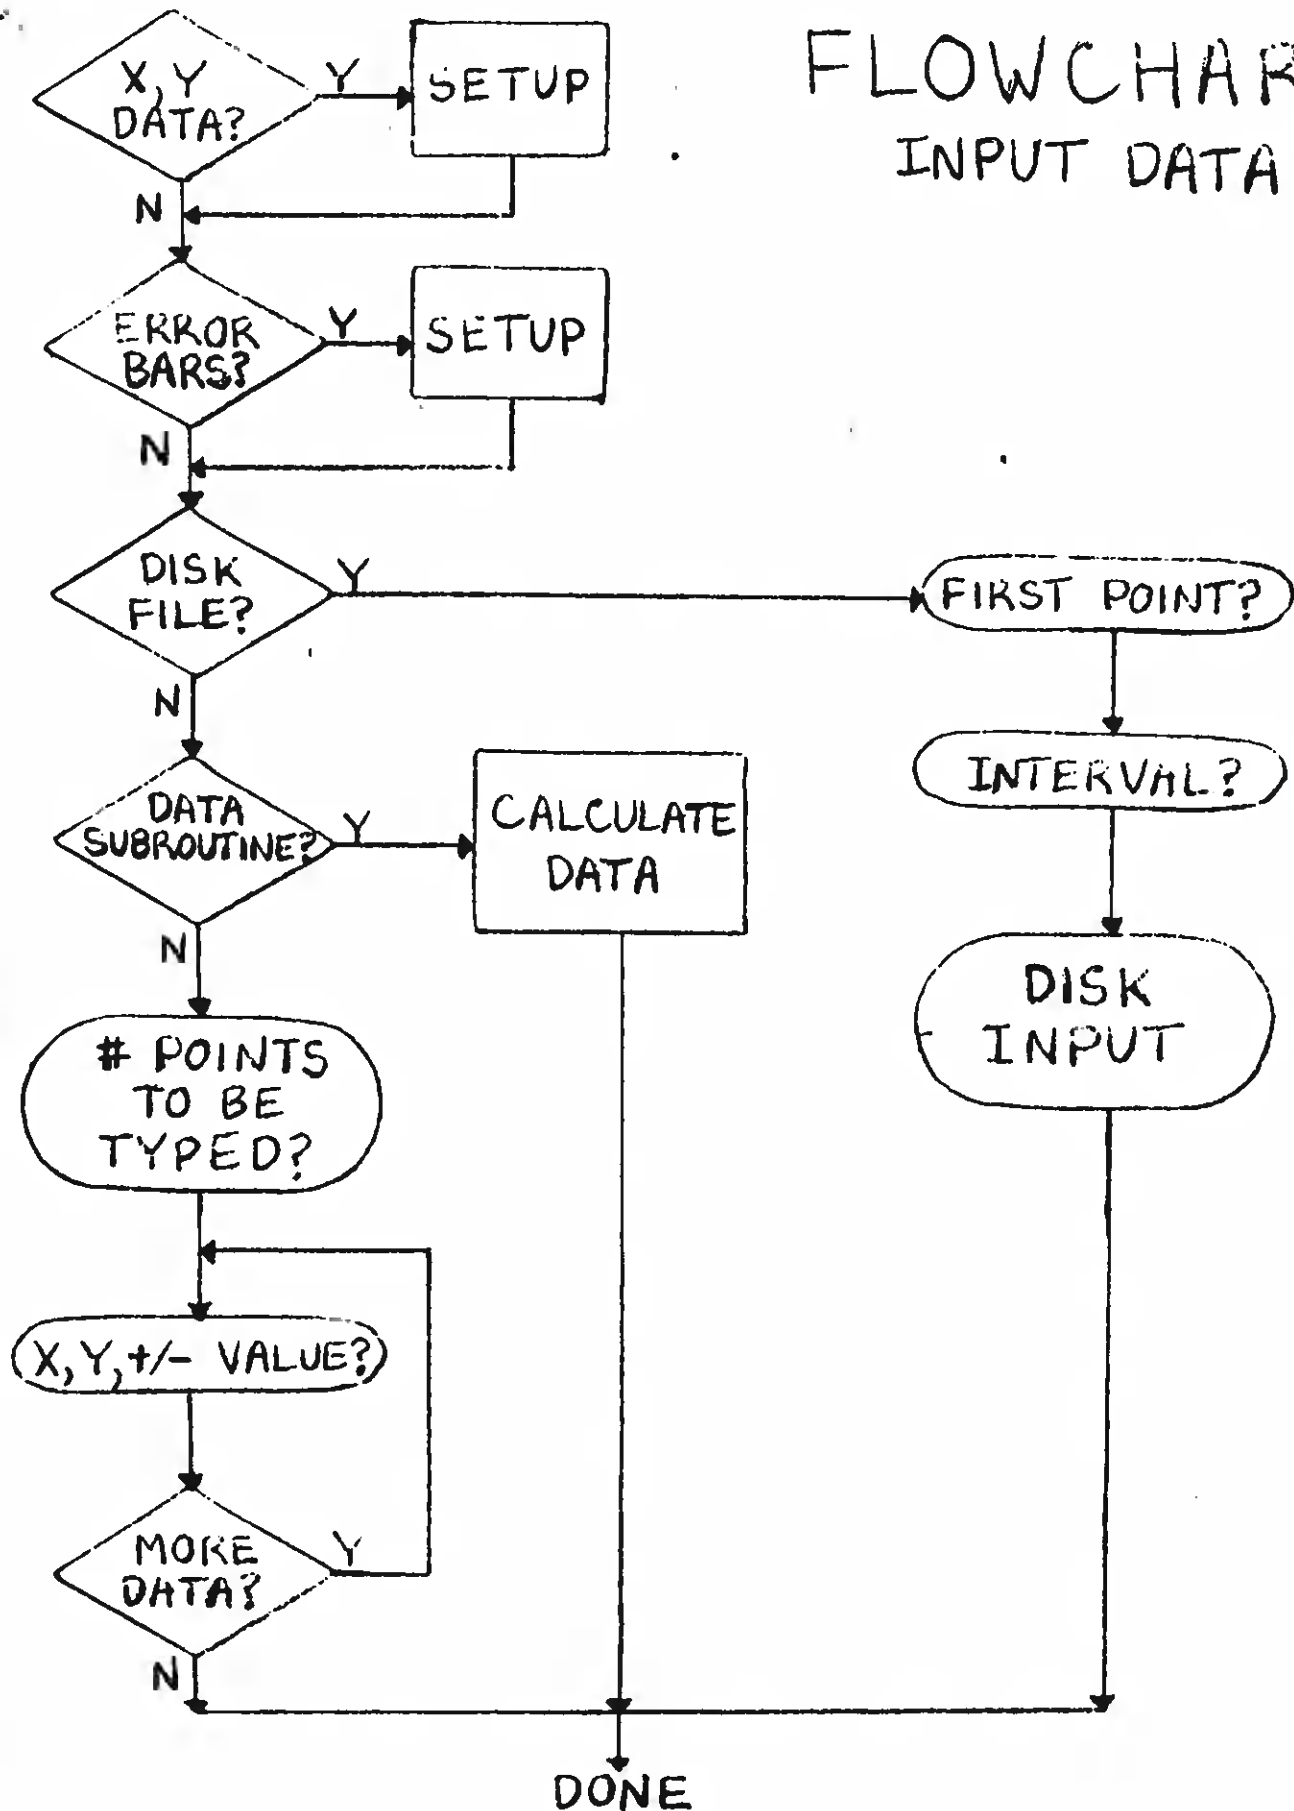 FLOWCHAR
INPUT DATA
X, Y
DATA?
Y
SETUP
N
ERROR
BARS?
Y
SETUP
N
DISK
FILE?
Y
FIRST POINT?
N
INTERVAL?
DATA
SUBROUTINE?
Y
CALCULATE
DATA
N
DISK
INPUT
# POINTS
TO BE
TYPED?
X, Y, +/- VALUE?
MORE
DATA?
Y
N
DONE